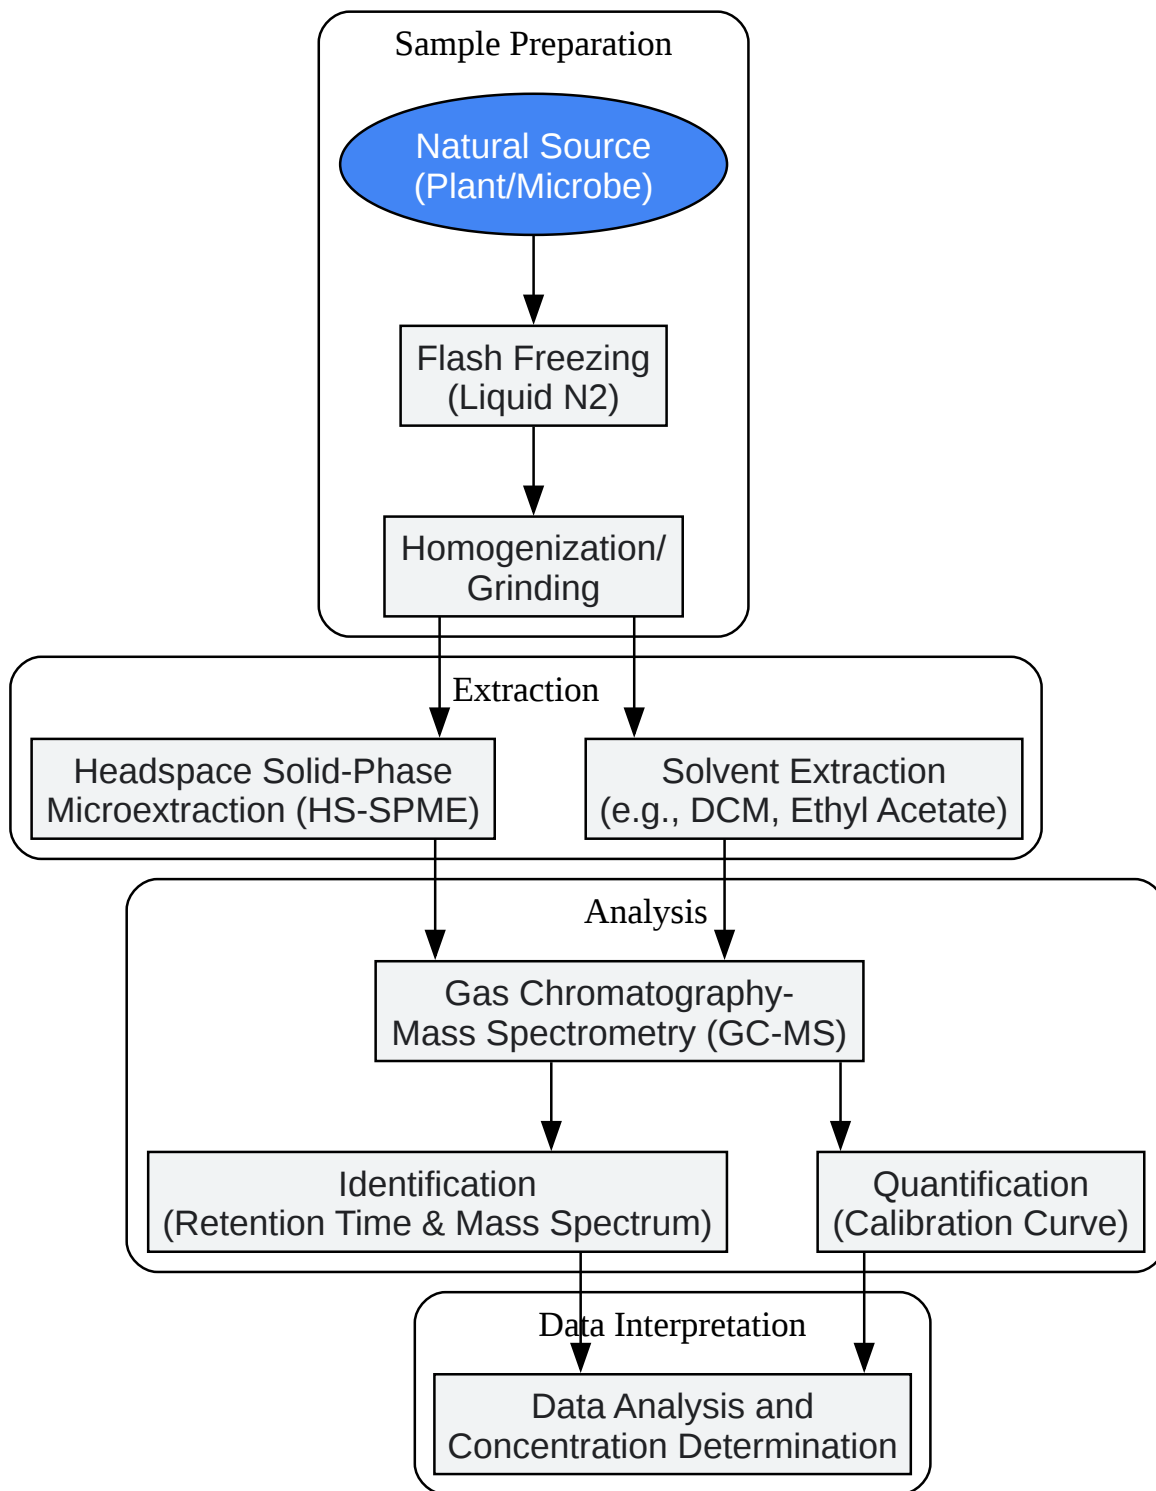 Sample Preparation
Natural Source
(Plant/Microbe)
Flash Freezing
(Liquid N2)
Homogenization/
Grinding
Extraction
Headspace Solid-Phase
Microextraction (HS-SPME)
Solvent Extraction
(e.g., DCM, Ethyl Acetate)
Analysis
Gas Chromatography-
Mass Spectrometry (GC-MS)
Identification
(Retention Time & Mass Spectrum)
Quantification
(Calibration Curve)
Data Interpretation
Data Analysis and
Concentration Determination